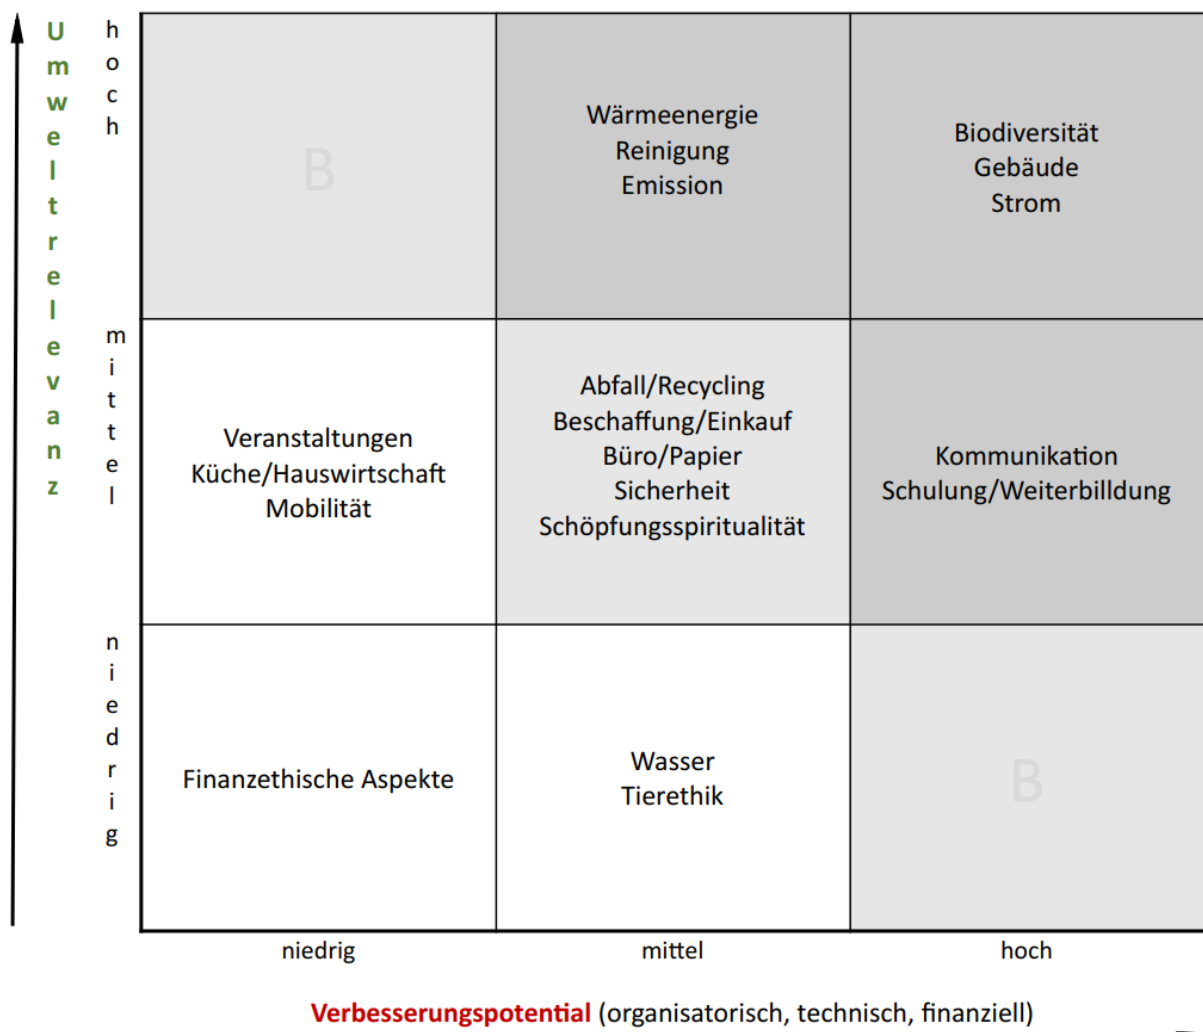 Umweltrelevanz
hoch
B
Wärmeenergie
Reinigung
Emission
Biodiversität
Gebäude
Strom
mittel
Veranstaltungen
Küche/Hauswirtschaft
Mobilität
Abfall/Recycling
Beschaffung/Einkauf
Büro/Papier
Sicherheit
Schöpfungsspiritualität
Kommunikation
Schulung/Weiterbilldung
niedrig
Finanzethische Aspekte
Wasser
Tierethik
B
niedrig
mittel
hoch
Verbesserungspotential (organisatorisch, technisch, finanziell)